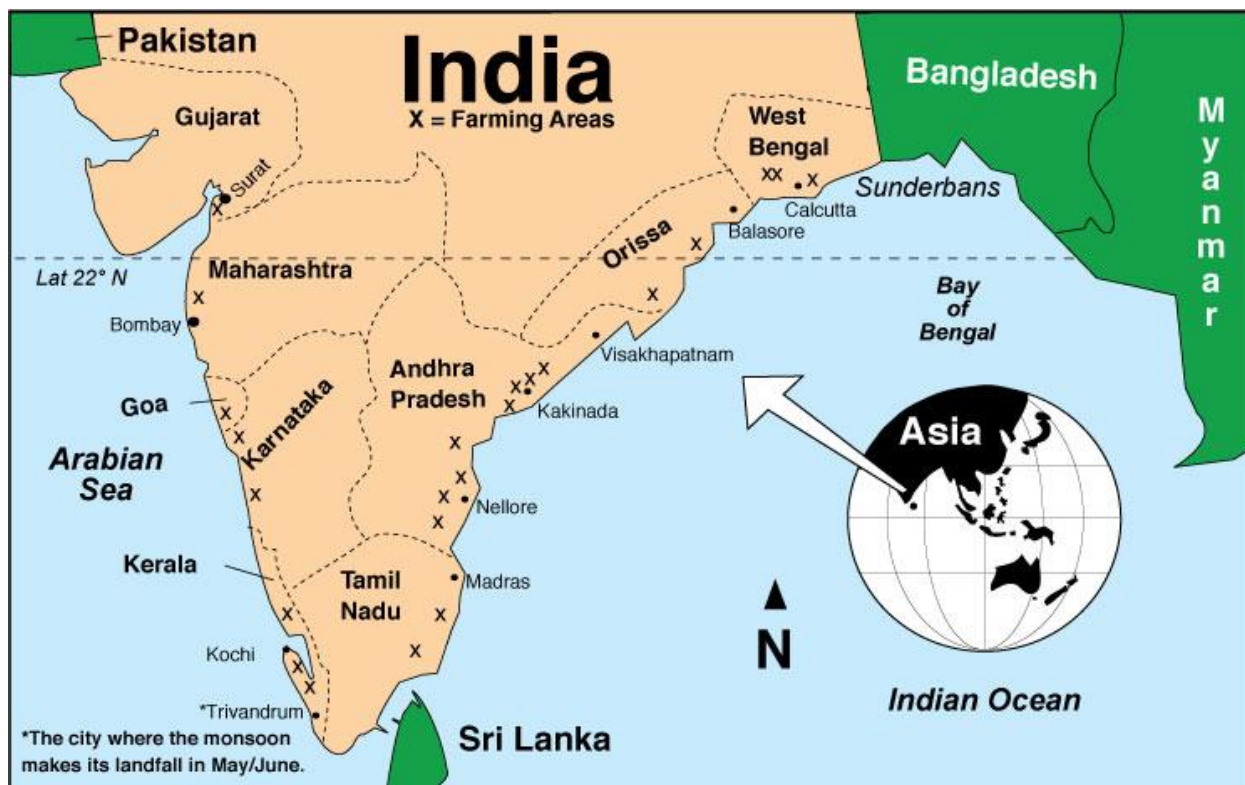 Pakistan
India
X = Farming Areas
Bangladesh
Myanmar
Gujarat
West
Bengal
Surat
Sunderbans
Calcutta
Balasore
Orissa
Lat 22° N
Maharashtra
Bay
of
Bengal
Bombay
Visakhapatnam
Andhra
Pradesh
Goa
Karnataka
Kakinada
Asia
Arabian
Sea
Nellore
Kerala
Tamil
Nadu
Madras
N
Kochi
*Trivandrum
Indian Ocean
Sri Lanka
*The city where the monsoon
makes its landfall in May/June.